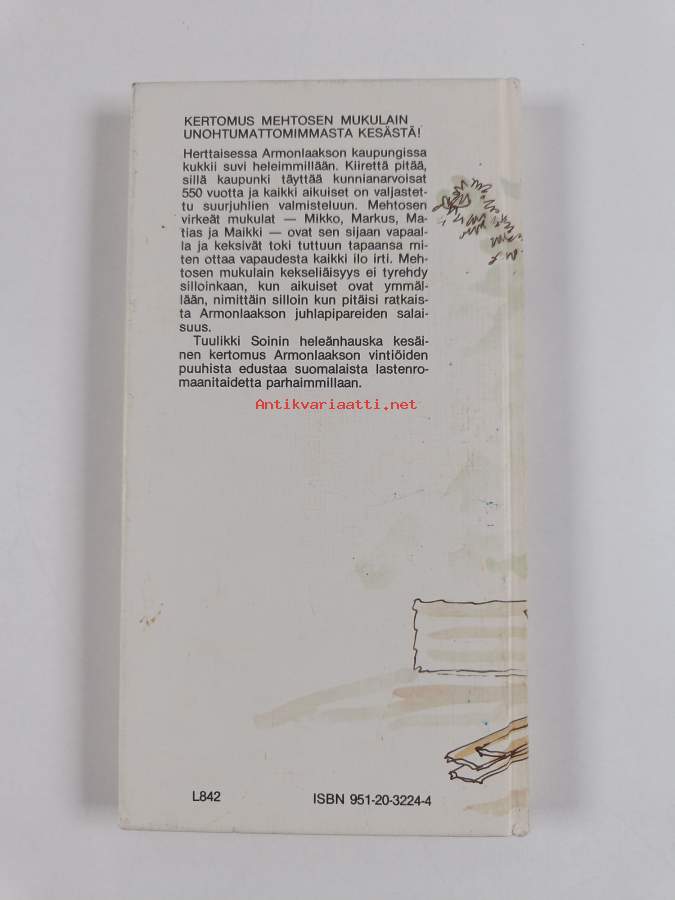 KERTOMUS MEHTOSEN MUKULAIN
UNOHTUMATTOMIMMASTA KESÄSTÄ!
Herttaisessa Armonlaakson kaupungissa
kukkii suvi heleimmillään. Kiirettä pitää,
sillä kaupunki täyttää kunnianarvoisat
550 vuotta ja kaikki aikuiset on valjastet-
tu suurjuhlien valmisteluun. Mehtosen
virkeät mukulat — Mikko, Markus, Ma-
tias ja Maikki — ovat sen sijaan vapaal-
la ja keksivät toki tuttuun tapaansa mi-
ten ottaa vapaudesta kaikki ilo irti. Meh-
tosen mukulain kekseliäisyys ei tyrehdy
silloinkaan, kun aikuiset ovat ymmäl-
lään, nimittäin silloin kun pitäisi ratkais-
ta Armonlaakson juhlapipareiden salai-
suus.
Tuulikki Soinin heleänhauska kesäi-
nen kertomus Armonlaakson vintiöiden
puuhista edustaa suomalaista lastenro-
maanitaidetta parhaimmillaan.
Antikvariaatti.net
L842
ISBN 951-20-3224-4